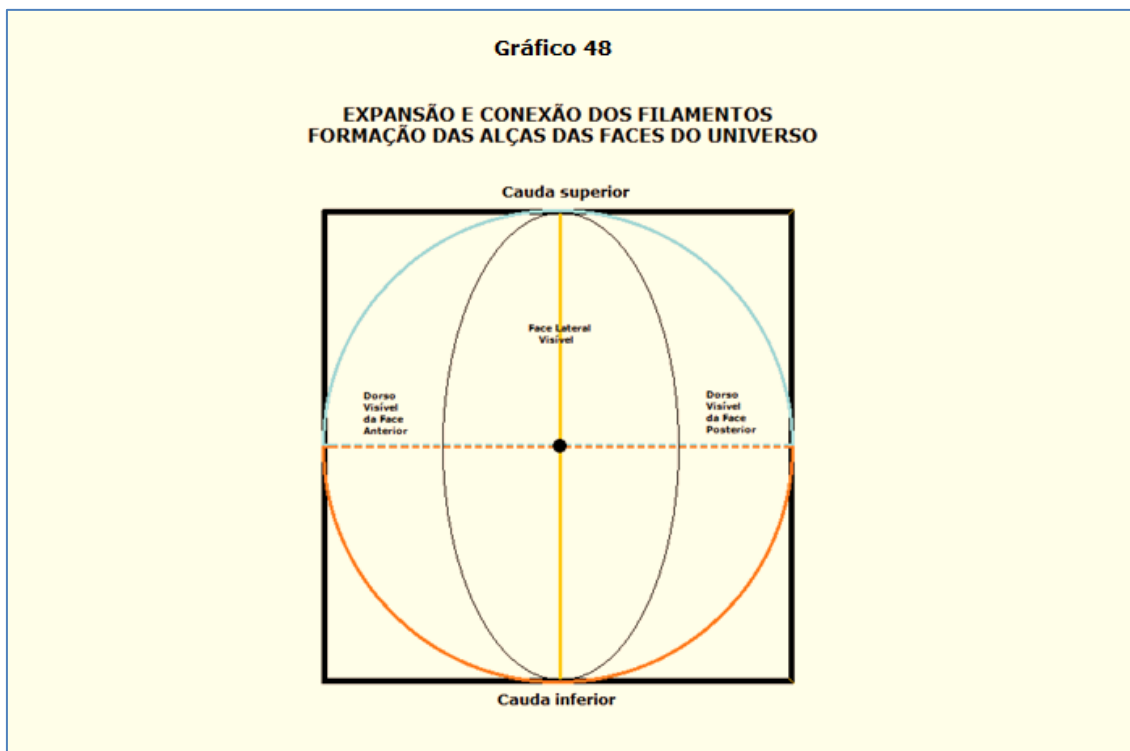 Gráfico 48
EXPANSÃO E CONEXÃO DOS FILAMENTOS
FORMAÇÃO DAS ALÇAS DAS FACES DO UNIVERSO
Cauda superior
Face Lateral
Visível
Dorso
Visível
da Face
Anterior
Dorso
Visível
da Face
Posterior
Cauda inferior